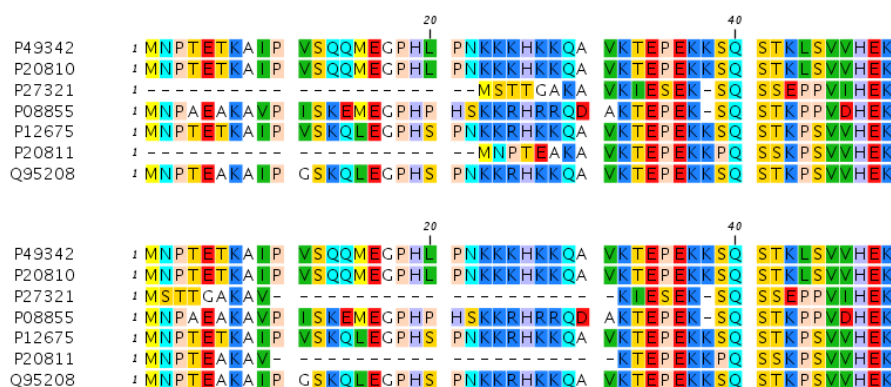 20 40
P49342 1 MNPTETKAIP VSQQMEGPHL PNKKKHKKQA VKTEPEKKSQ STKLSVVHEK
P20810 1 MNPTETKAIP VSQQMEGPHL PNKKKHKKQA VKTEPEKKSQ STKLSVVHEK
P27321 1 ---------- ---------- --MSTTGAKA VKIESEK-SQ SSEPPVIHEK
P08855 1 MNPAEAKAVP ISKEMEGPHP HSKKRHRRQD AKTEPEK-SQ STKPPVDHEK
P12675 1 MNPTETKAIP VSKQLEGPHS PNKKRHKKQA VKTEPEKKSQ STKPSVVHEK
P20811 1 ---------- ---------- --MNPTEAKA VKTEPEKKPQ SSKPSVVHEK
Q95208 1 MNPTEAKAIP GSKQLEGPHS PNKKRHKKQA VKTEPEKKSQ STKPSVVHEK
20 40
P49342 1 MNPTETKAIP VSQQMEGPHL PNKKKHKKQA VKTEPEKKSQ STKLSVVHEK
P20810 1 MNPTETKAIP VSQQMEGPHL PNKKKHKKQA VKTEPEKKSQ STKLSVVHEK
P27321 1 MSTTGAKAV- ---------- ---------- -KIESEK-SQ SSEPPVIHEK
P08855 1 MNPAEAKAVP ISKEMEGPHP HSKKRHRRQD AKTEPEK-SQ STKPPVDHEK
P12675 1 MNPTETKAIP VSKQLEGPHS PNKKRHKKQA VKTEPEKKSQ STKPSVVHEK
P20811 1 MNPTEAKAV- ---------- ---------- -KTEPEKKPQ SSKPSVVHEK
Q95208 1 MNPTEAKAIP GSKQLEGPHS PNKKRHKKQA VKTEPEKKSQ STKPSVVHEK